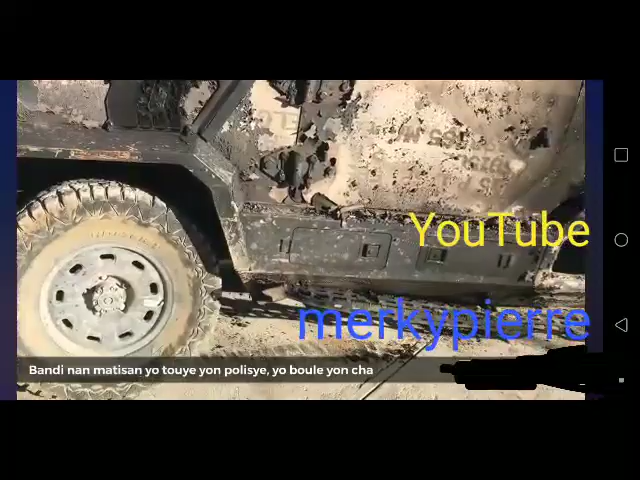 YouTube
merkypierre
Bandi nan matisan yo touye yon polisye, yo boule yon cha